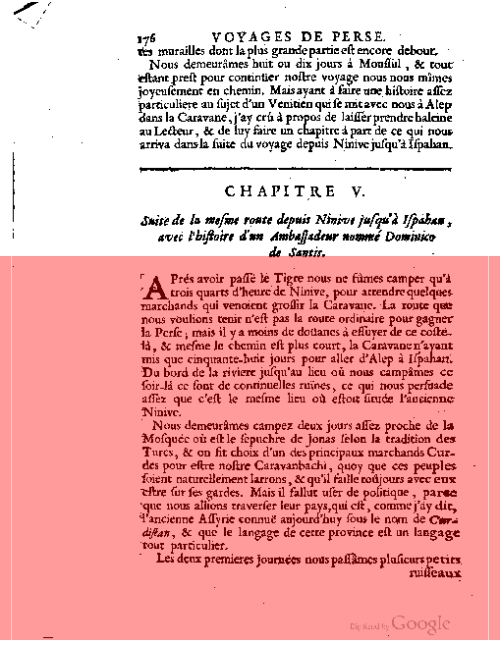 176 VOYAGES DE PERSE.
tes murailles dont la plus grande partie est encore debout.
Nous demeurâmes huit ou dix jours à Moussul, & tout
estant prest pour continuer nostre voyage nous nous mîmes
joyeusement en chemin. Mais ayant à faire une histoire assez
particuliere au sujet d'un Venitien qui se mit avec nous à Alep
dans la Caravane, j'ay crû à propos de laisser prendre haleine
au Lecteur, & de luy faire un chapitre à part de ce qui nous
arriva dans la suite du voyage depuis Ninive jusqu'à Ispahan.
CHAPITRE V.
Suite de la mesme route depuis Ninive jusqu'à Ispahan,
avec l'histoire d'un Ambassadeur nommé Dominico
de Santis.
APrés avoir passé le Tigre nous ne fûmes camper qu'à
trois quarts d'heure de Ninive, pour attendre quelques
marchands qui venoient grossir la Caravane. La route que
nous voulions tenir n'est pas la route ordinaire pour gagner
la Perse; mais il y a moins de doüanes à essuyer de ce costé-
là, & mesme le chemin est plus court, la Caravane n'ayant
mis que cinquante-huit jours pour aller d'Alep à Ispahan.
Du bord de la riviere jusqu'au lieu où nous campâmes ce
soir-là ce sont de continuelles ruïnes, ce qui nous persuade
assez que c'est le mesme lieu où estoit située l'ancienne
Ninive.
Nous demeurâmes campez deux jours assez proche de la
Mosquée où est le sepuchre de Jonas selon la tradition des
Turcs, & on fit choix d'un des principaux marchands Cur-
des pour estre nostre Caravanbachi, quoy que ces peuples
soient naturellement larrons, & qu'il faille toûjours avec eux
estre sur ses gardes. Mais il fallut user de politique, parce
que nous allions traverser leur pays, qui est, comme j'ay dit,
l'ancienne Assyrie connuë aujourd'huy sous le nom de Cur-
distan, & que le langage de cette province est un langage
tout particulier.
Les deux premieres journées nous passâmes plusieurs petits
ruisseaux
Digitized by Google